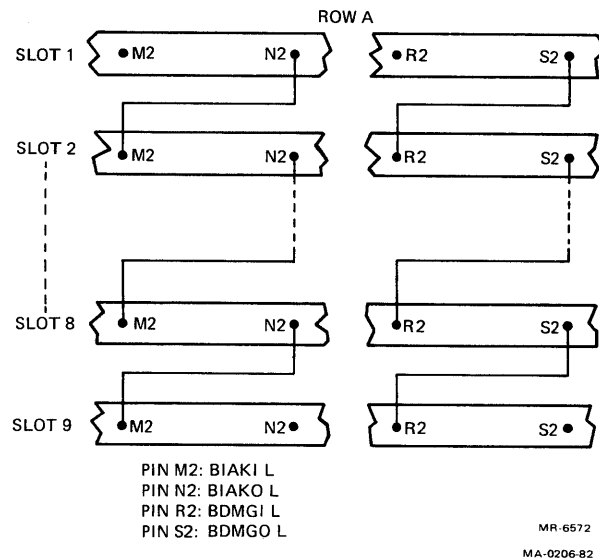 ROW A
SLOT 1 M2 N2 R2 S2
SLOT 2 M2 N2 R2 S2
SLOT 8 M2 N2 R2 S2
SLOT 9 M2 N2 R2 S2
PIN M2: BIAKI L
PIN N2: BIAKO L
PIN R2: BDMGI L
PIN S2: BDMGO L
MR-6572
MA-0206-82